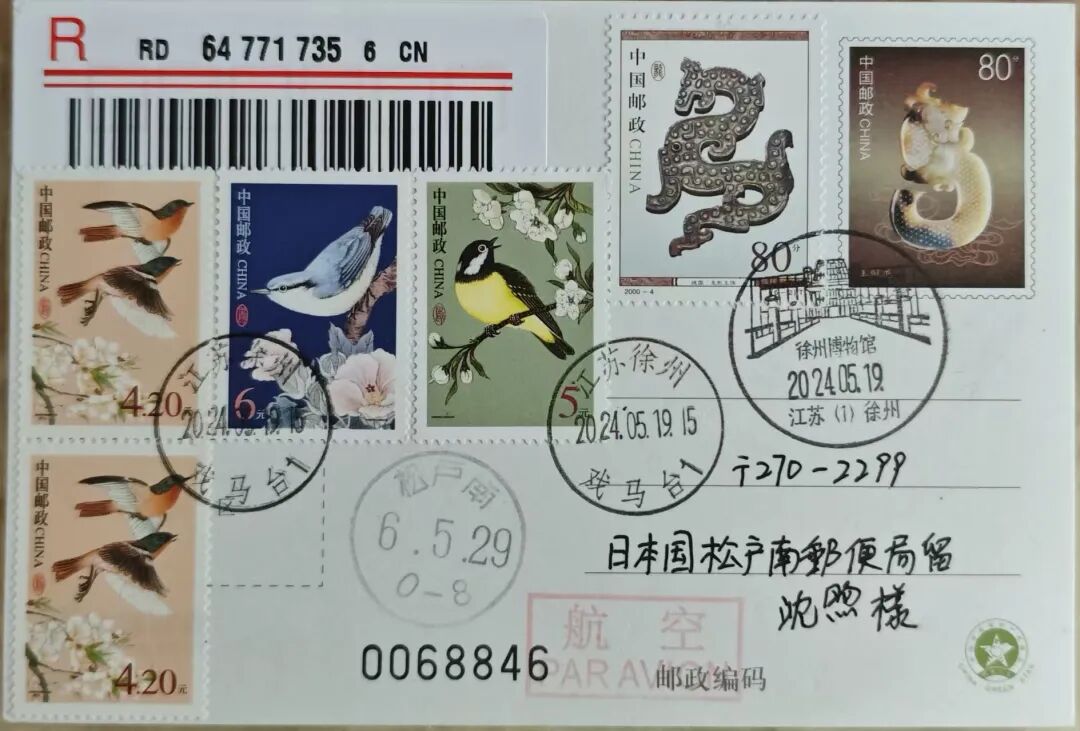 R RD 64 771 735 6 CN
中国邮政 CHINA
80分
2000-4
中国邮政 CHINA
80分
中国邮政 CHINA
4.20元
中国邮政 CHINA
6元
中国邮政 CHINA
5元
徐州博物馆
2024.05.19.
江苏（1）徐州
江苏徐州
2024.05.19.15
戏马台1
江苏徐州
2024.05.19.15
戏马台1
〒270-2299
中国邮政 CHINA
4.20元
松戸南
6.5.29
0-8
日本国松户南郵便局留
沈煦様
航空
PAR AVION
0068846
邮政编码